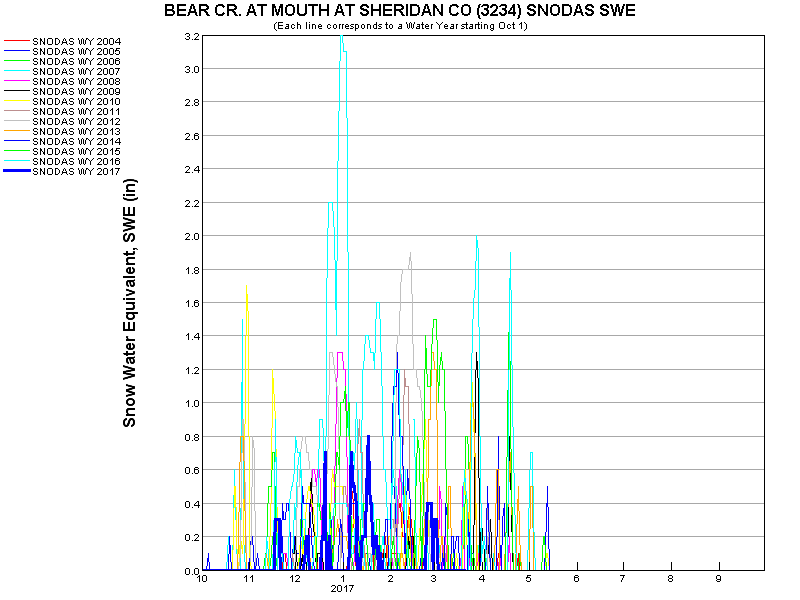 BEAR CR. AT MOUTH AT SHERIDAN CO (3234) SNODAS SWE
(Each line corresponds to a Water Year starting Oct 1)
SNODAS WY 2004
SNODAS WY 2005
SNODAS WY 2006
SNODAS WY 2007
SNODAS WY 2008
SNODAS WY 2009
SNODAS WY 2010
SNODAS WY 2011
SNODAS WY 2012
SNODAS WY 2013
SNODAS WY 2014
SNODAS WY 2015
SNODAS WY 2016
SNODAS WY 2017
Snow Water Equivalent, SWE (in)
3.2
3.0
2.8
2.6
2.4
2.2
2.0
1.8
1.6
1.4
1.2
1.0
0.8
0.6
0.4
0.2
0.0
10 11 12 1 2 3 4 5 6 7 8 9
2017